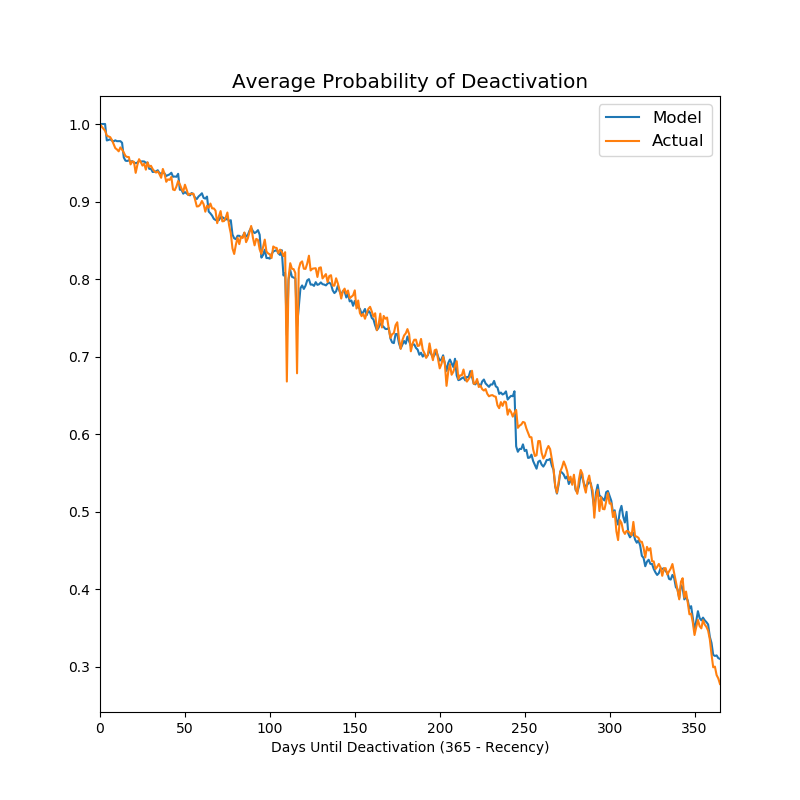 Average Probability of Deactivation
Model
Actual
1.0
0.9
0.8
0.7
0.6
0.5
0.4
0.3
0 50 100 150 200 250 300 350
Days Until Deactivation (365 - Recency)